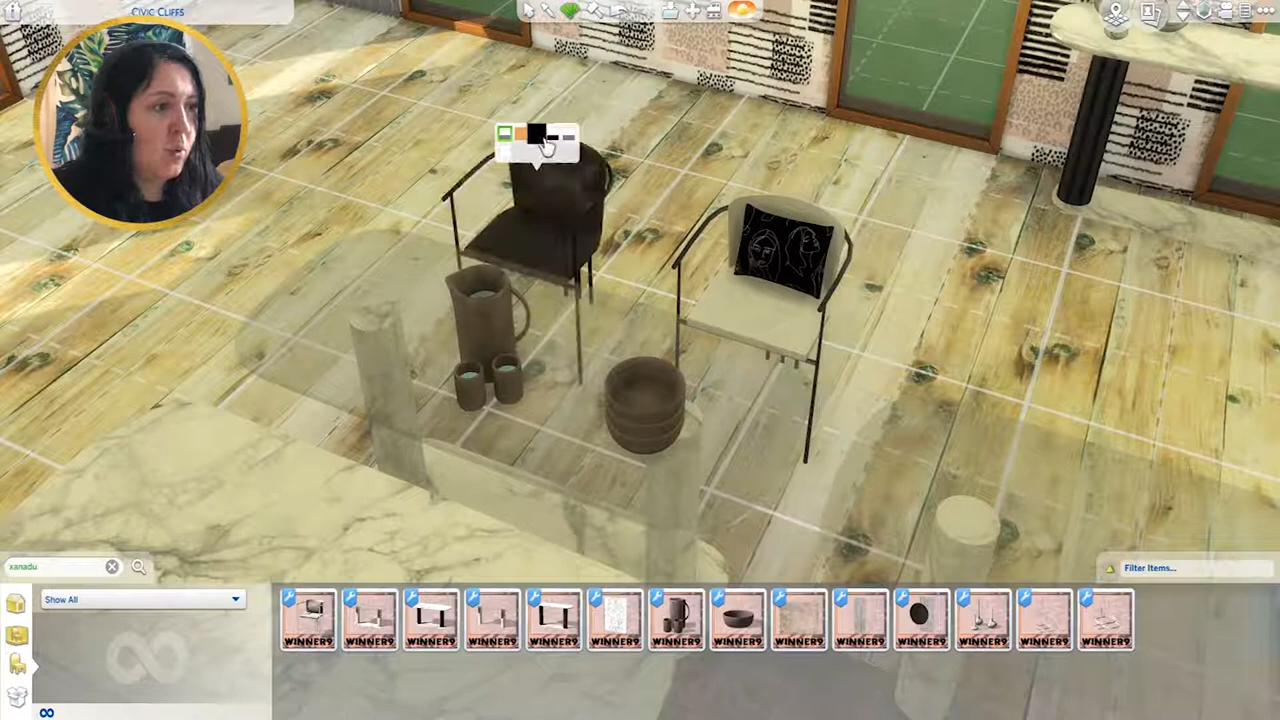 CIVIC CLIFFS
xanadu
Filter Items...
Show All
WINNER9 WINNER9 WINNER9 WINNER9 WINNER9 WINNER9 WINNER9 WINNER9 WINNER9 WINNER9 WINNER9 WINNER9 WINNER9 WINNER9